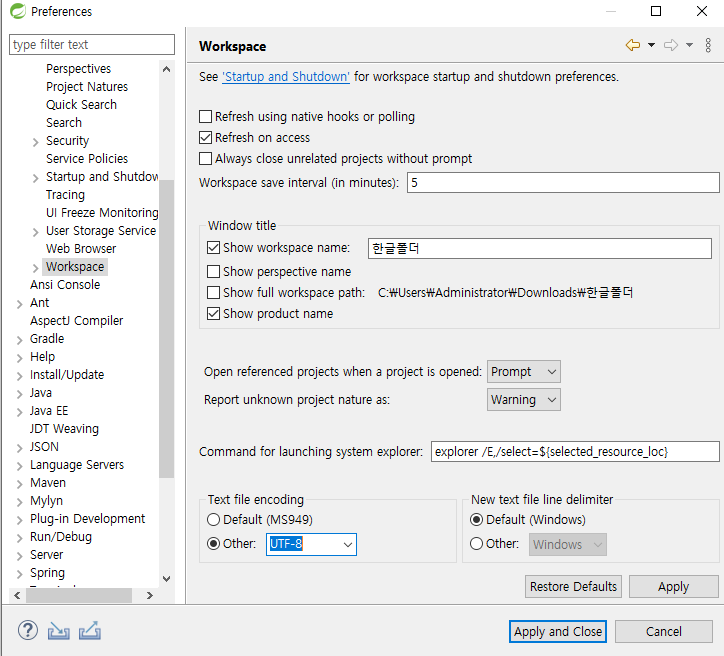 Preferences
type filter text
Perspectives
Project Natures
Quick Search
Search
Security
Service Policies
Startup and Shutdow
Tracing
UI Freeze Monitoring
User Storage Service
Web Browser
Workspace
Ansi Console
Ant
AspectJ Compiler
Gradle
Help
Install/Update
Java
Java EE
JDT Weaving
JSON
Language Servers
Maven
Mylyn
Plug-in Development
Run/Debug
Server
Spring
Workspace
See 'Startup and Shutdown' for workspace startup and shutdown preferences.
Refresh using native hooks or polling
Refresh on access
Always close unrelated projects without prompt
Workspace save interval (in minutes): 5
Window title
Show workspace name: 한글폴더
Show perspective name
Show full workspace path: C:₩Users₩Administrator₩Downloads₩한글폴더
Show product name
Open referenced projects when a project is opened: Prompt
Report unknown project nature as: Warning
Command for launching system explorer: explorer /E,/select=${selected_resource_loc}
Text file encoding
Default (MS949)
Other: UTF-8
New text file line delimiter
Default (Windows)
Other: Windows
Restore Defaults Apply
? Apply and Close Cancel